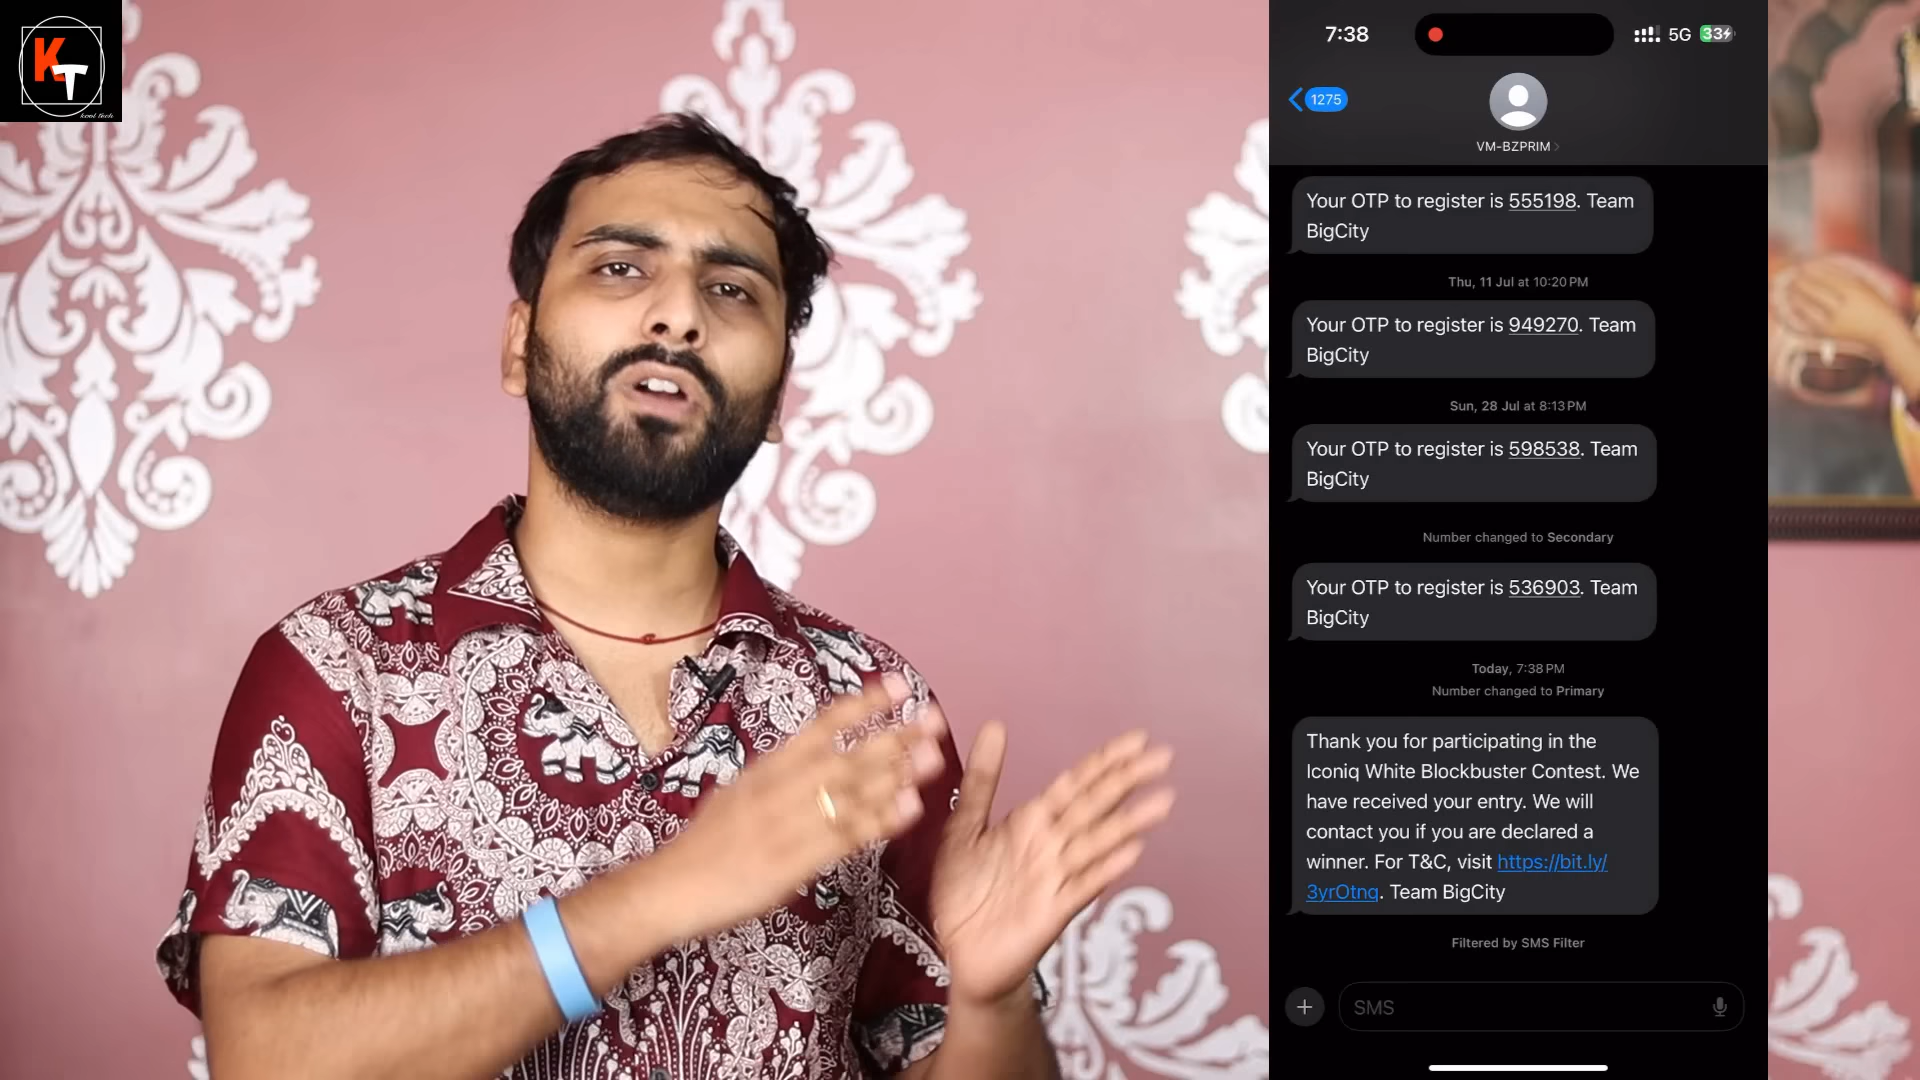 KT
kool tech
7:38
5G
33
1275
VM-BZPRIM
Your OTP to register is 555198. Team
BigCity
Thu, 11 Jul at 10:20 PM
Your OTP to register is 949270. Team
BigCity
Sun, 28 Jul at 8:13 PM
Your OTP to register is 598538. Team
BigCity
Number changed to Secondary
Your OTP to register is 536903. Team
BigCity
Today, 7:38 PM
Number changed to Primary
Thank you for participating in the
Iconiq White Blockbuster Contest. We
have received your entry. We will
contact you if you are declared a
winner. For T&C, visit https://bit.ly/
3yrOtnq. Team BigCity
Filtered by SMS Filter
SMS